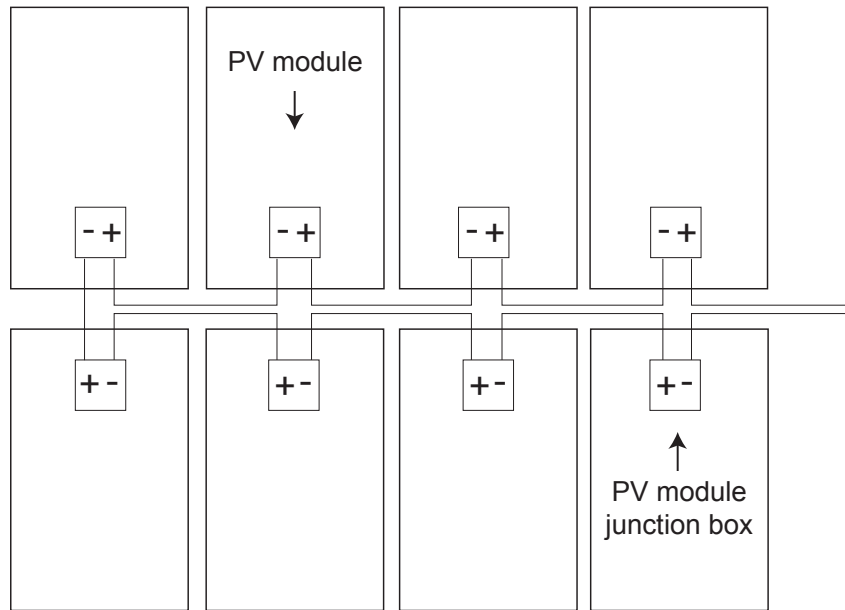 PV module
- + - + - + - +
+ - + - + - + -
PV module
junction box